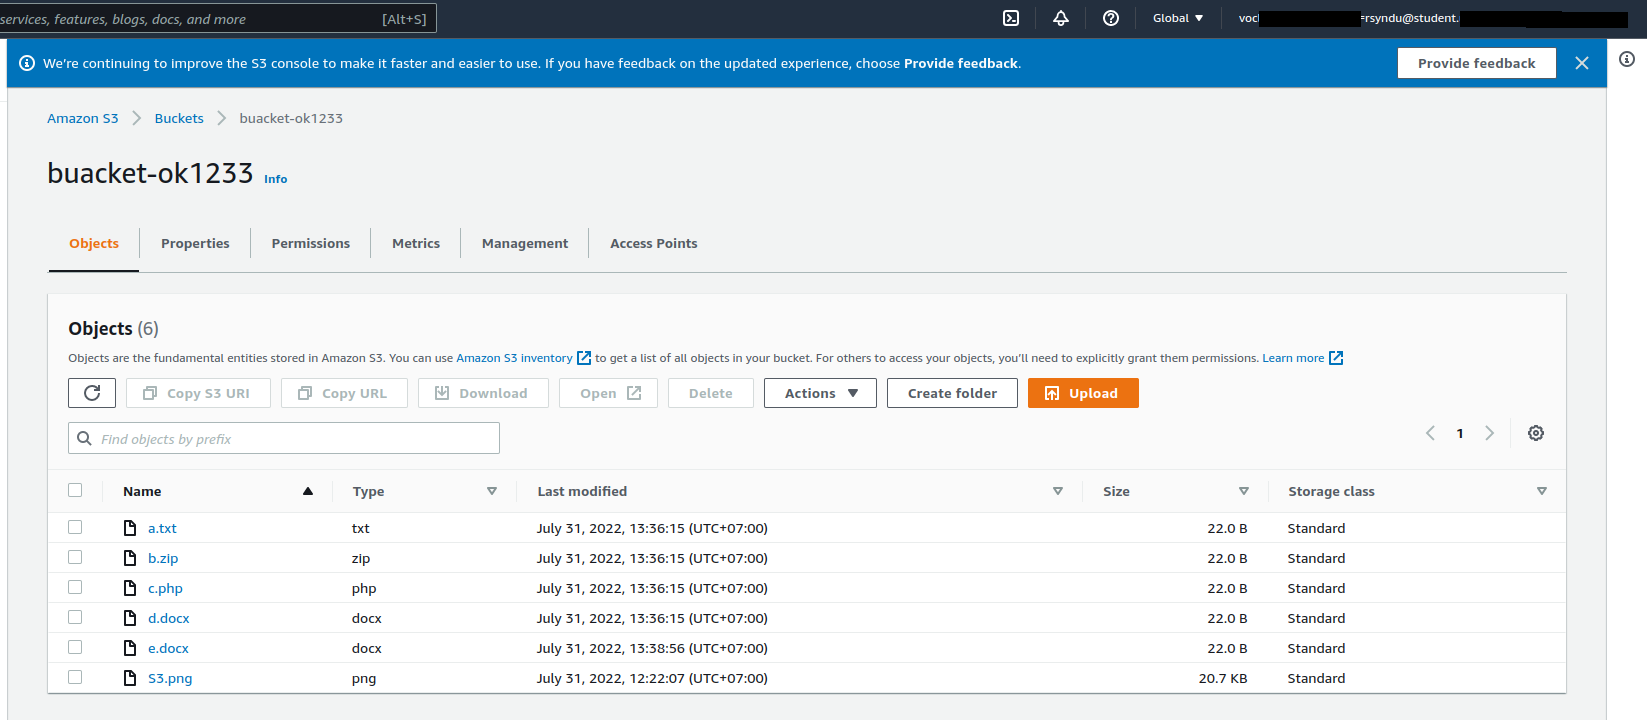 services, features, blogs, docs, and more [Alt+S] Global ▼ rsyndu@student.
We're continuing to improve the S3 console to make it faster and easier to use. If you have feedback on the updated experience, choose Provide feedback. Provide feedback
Amazon S3 > Buckets > buacket-ok1233
buacket-ok1233 Info
Objects Properties Permissions Metrics Management Access Points
Objects (6)
Objects are the fundamental entities stored in Amazon S3. You can use Amazon S3 inventory to get a list of all objects in your bucket. For others to access your objects, you'll need to explicitly grant them permissions. Learn more
Copy S3 URI Copy URL Download Open Delete Actions ▼ Create folder Upload
Find objects by prefix < 1 >
Name Type Last modified Size Storage class
a.txt txt July 31, 2022, 13:36:15 (UTC+07:00) 22.0 B Standard
b.zip zip July 31, 2022, 13:36:15 (UTC+07:00) 22.0 B Standard
c.php php July 31, 2022, 13:36:15 (UTC+07:00) 22.0 B Standard
d.docx docx July 31, 2022, 13:36:15 (UTC+07:00) 22.0 B Standard
e.docx docx July 31, 2022, 13:38:56 (UTC+07:00) 22.0 B Standard
S3.png png July 31, 2022, 12:22:07 (UTC+07:00) 20.7 KB Standard